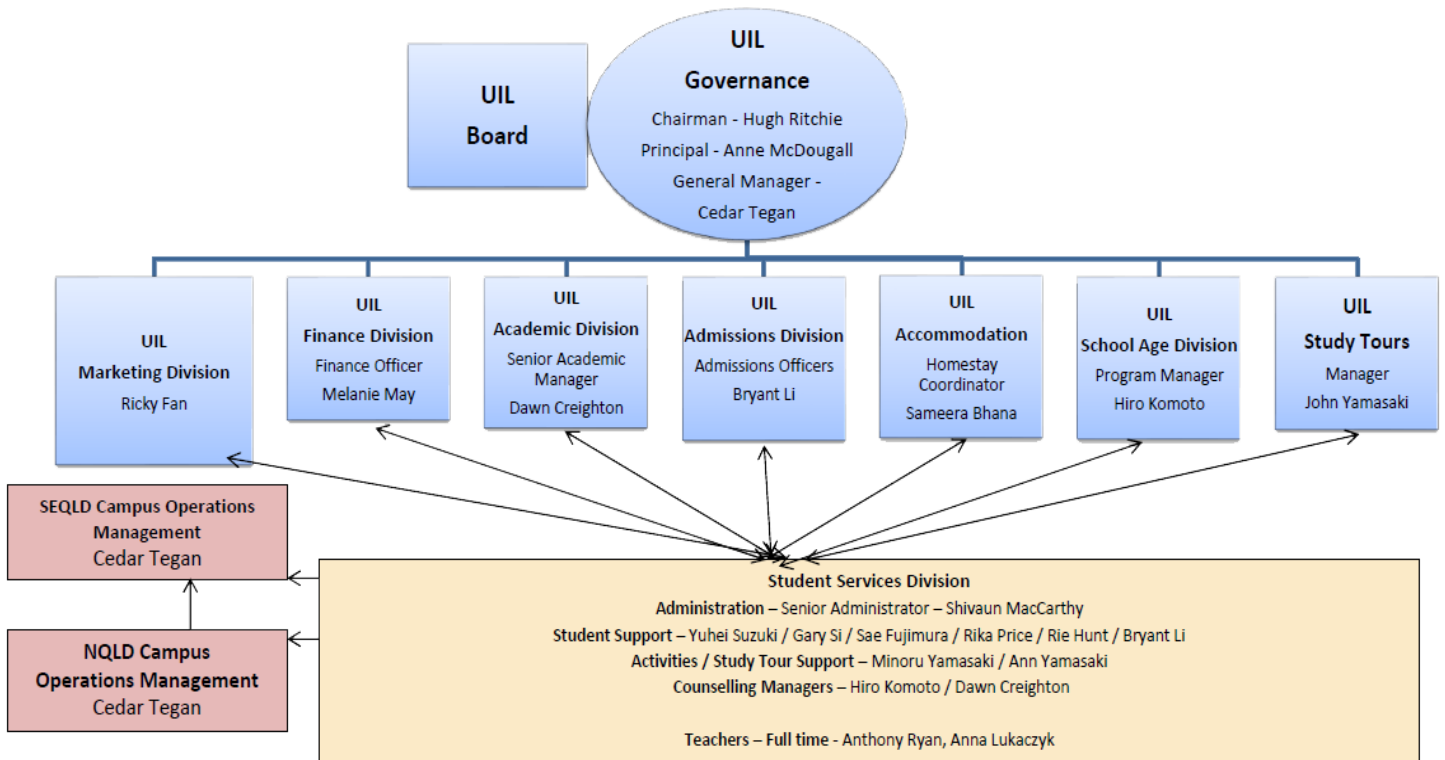 UIL
Board
UIL
Governance
Chairman - Hugh Ritchie
Principal - Anne McDougall
General Manager -
Cedar Tegan
UIL
Marketing Division
Ricky Fan
UIL
Finance Division
Finance Officer
Melanie May
UIL
Academic Division
Senior Academic
Manager
Dawn Creighton
UIL
Admissions Division
Admissions Officers
Bryant Li
UIL
Accommodation
Homestay
Coordinator
Sameera Bhana
UIL
School Age Division
Program Manager
Hiro Komoto
UIL
Study Tours
Manager
John Yamasaki
SEQLD Campus Operations
Management
Cedar Tegan
NQLD Campus
Operations Management
Cedar Tegan
Student Services Division
Administration – Senior Administrator – Shivaun MacCarthy
Student Support – Yuhei Suzuki / Gary Si / Sae Fujimura / Rika Price / Rie Hunt / Bryant Li
Activities / Study Tour Support – Minoru Yamasaki / Ann Yamasaki
Counselling Managers – Hiro Komoto / Dawn Creighton
Teachers – Full time - Anthony Ryan, Anna Lukaczyk